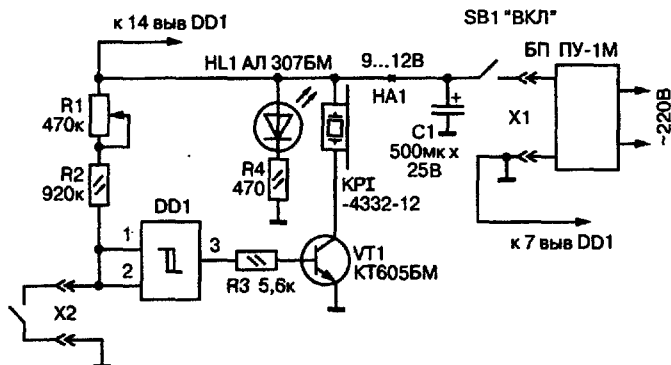 к 14 выв DD1
SB1 "ВКЛ"
HL1 АЛ 307БМ
9...12В
БП ПУ-1М
R1
470к
HA1
C1
500мк х
25В
X1
~220В
R2
920к
R4
470
KPI
-4332-12
DD1
1
2
3
VT1
КТ605БМ
R3 5,6к
к 7 выв DD1
X2
+